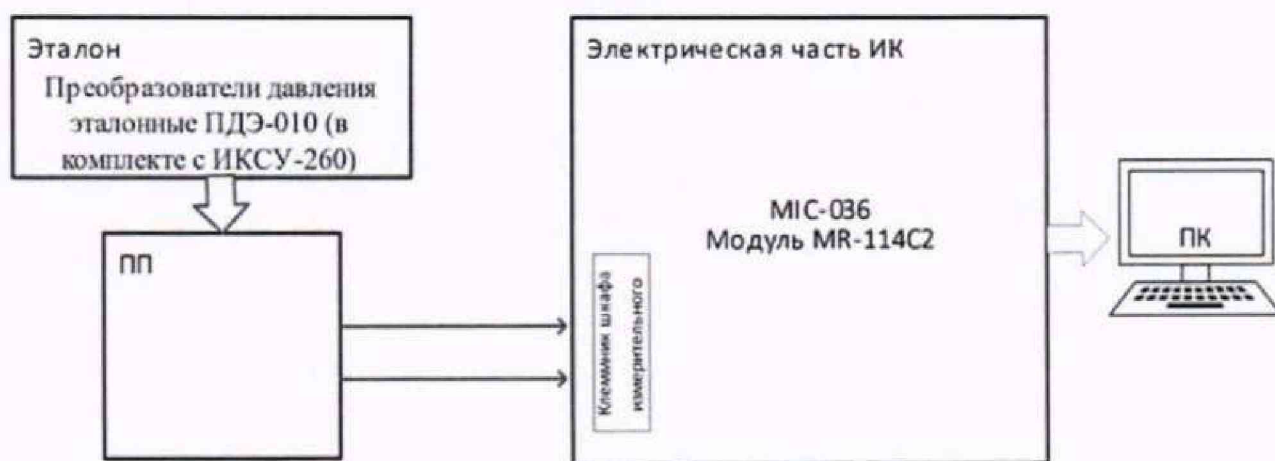 Эталон
Преобразователи давления
эталонные ПДЭ-010 (в
комплекте с ИКСУ-260)
ПП
Электрическая часть ИК
MIC-036
Модуль MR-114C2
Клеммник шкафа
измерительного
ПК